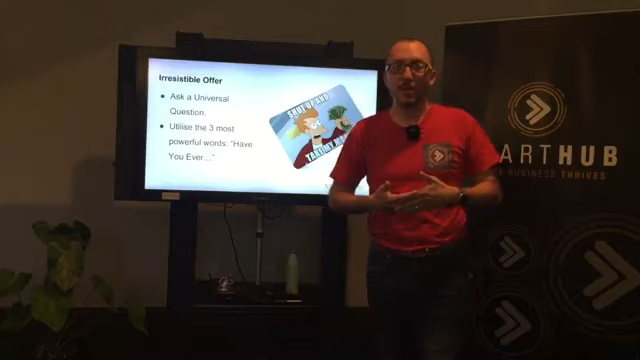 Irresistible Offer
● Ask a Universal
Question.
● Utilise the 3 most
powerful words: “Have
You Ever…”
SHUT UP AND
TAKE MY
ARTHUB
BUSINESS THRIVES